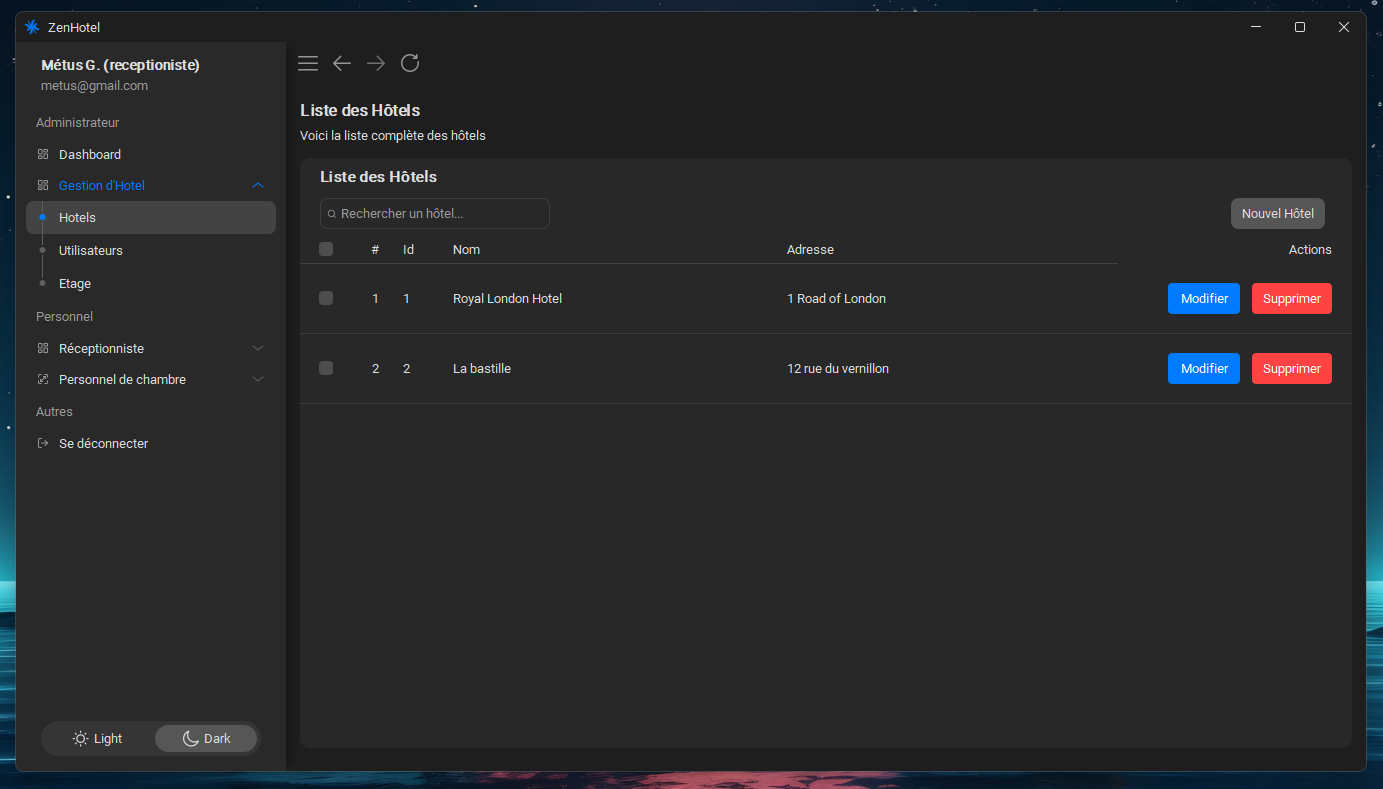 ZenHotel
Métus G. (receptioniste)
metus@gmail.com
Administrateur
Dashboard
Gestion d'Hotel
Hotels
Utilisateurs
Etage
Personnel
Réceptionniste
Personnel de chambre
Autres
Se déconnecter
Light Dark
Liste des Hôtels
Voici la liste complète des hôtels
Liste des Hôtels
Rechercher un hôtel...
Nouvel Hôtel
# Id Nom Adresse Actions
1 1 Royal London Hotel 1 Road of London Modifier Supprimer
2 2 La bastille 12 rue du vernillon Modifier Supprimer